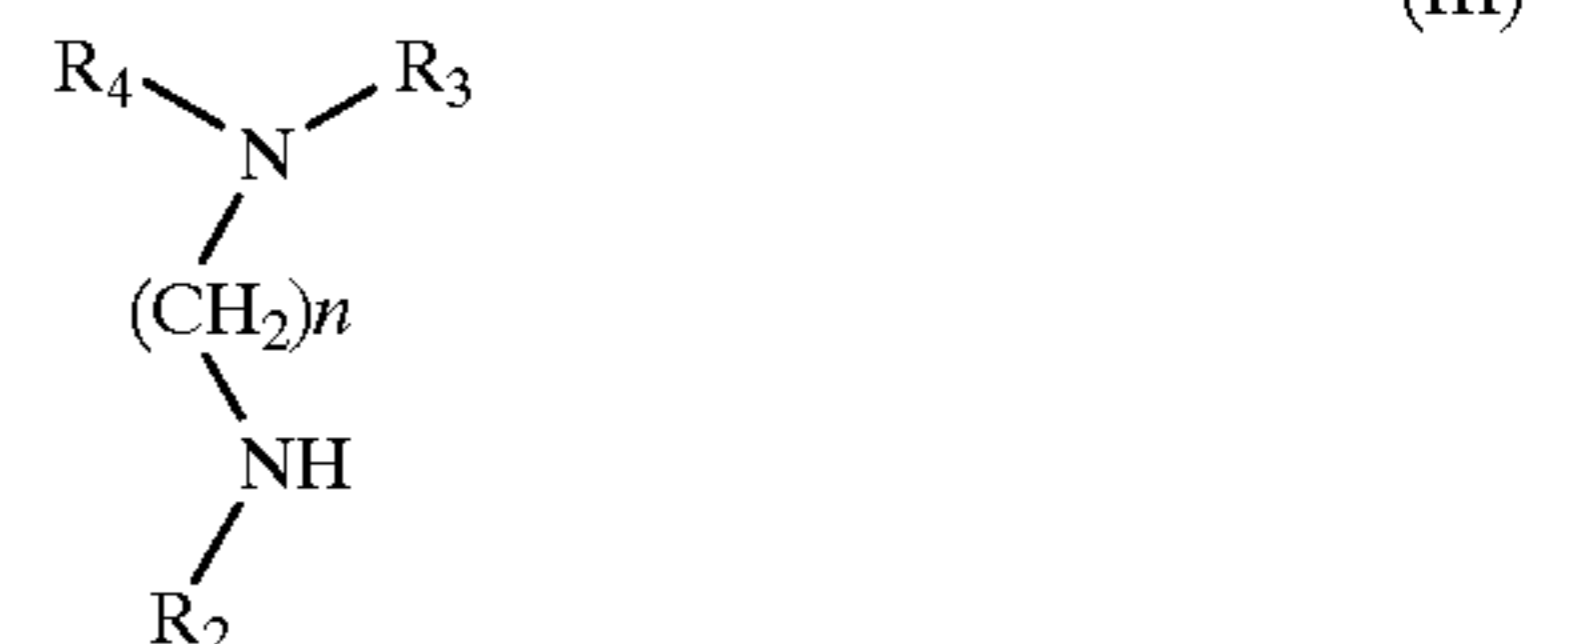 (III)
R₄ R₃
N
(CH₂)n
NH
R₂